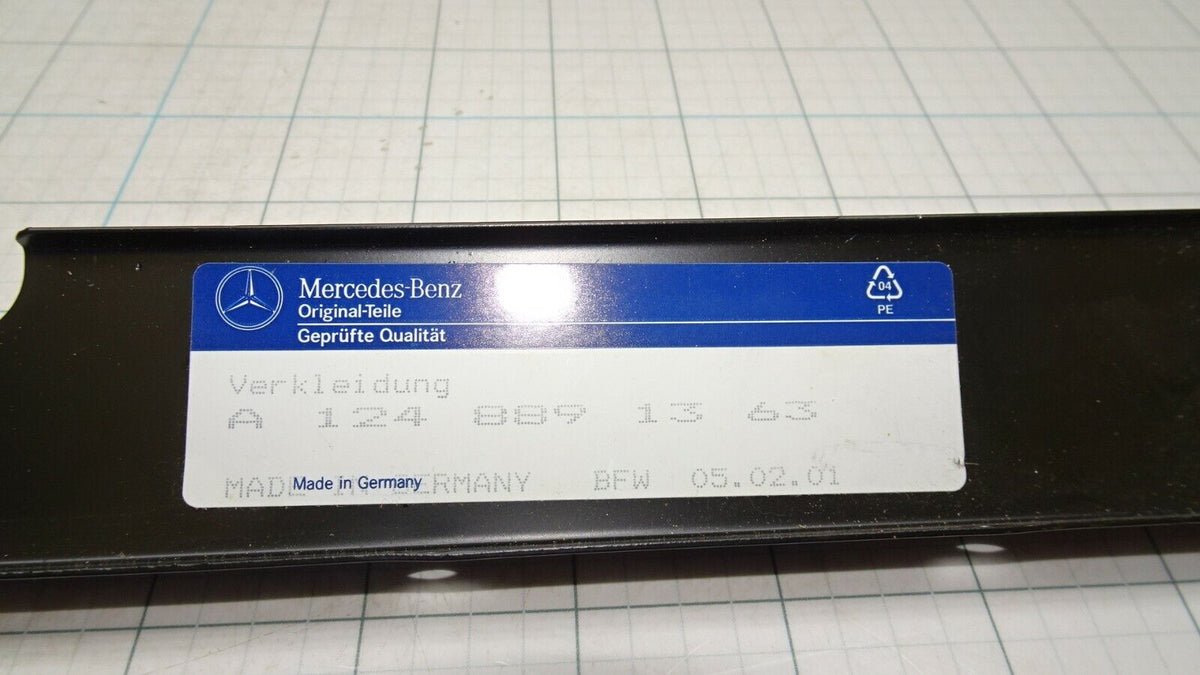 Mercedes-Benz
Original-Teile
Geprüfte Qualität
04
PE
Verkleidung
A 124 889 13 63
MADE IN GERMANY BFW 05.02.01
Made in Germany